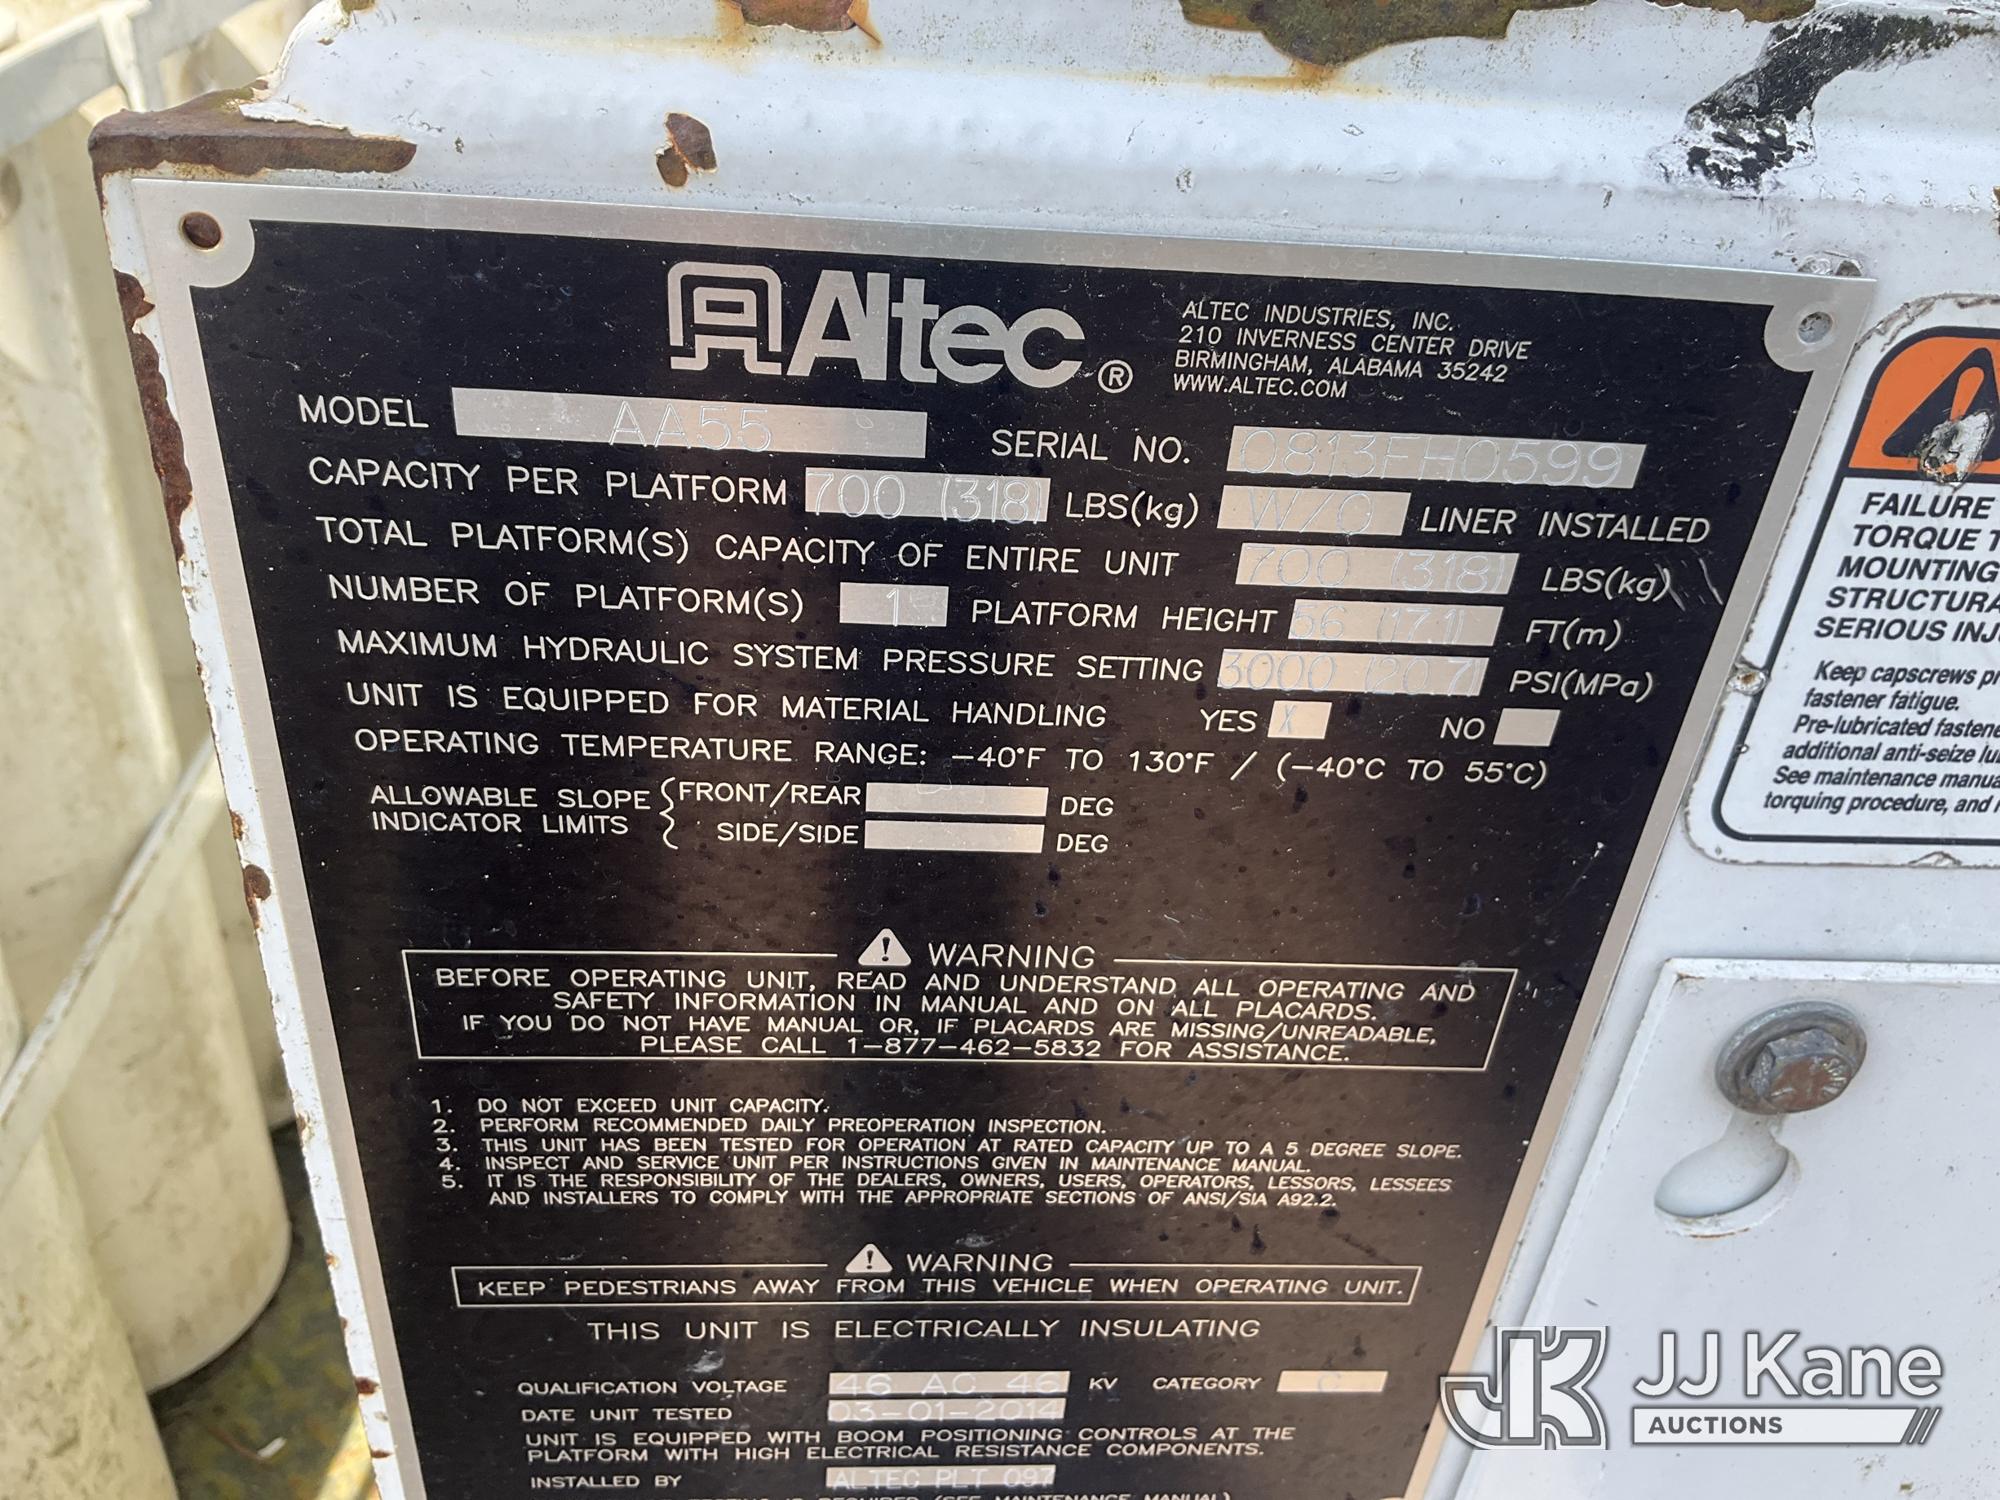 Altec ®
ALTEC INDUSTRIES, INC.
210 INVERNESS CENTER DRIVE
BIRMINGHAM, ALABAMA 35242
WWW.ALTEC.COM
MODEL AA55 SERIAL NO. 0813FH0599
CAPACITY PER PLATFORM 700 (318) LBS(kg) W/O LINER INSTALLED
TOTAL PLATFORM(S) CAPACITY OF ENTIRE UNIT 700 (318) LBS(kg)
NUMBER OF PLATFORM(S) 1 PLATFORM HEIGHT 56 (17.1) FT(m)
MAXIMUM HYDRAULIC SYSTEM PRESSURE SETTING 3000 (20.7) PSI(MPa)
UNIT IS EQUIPPED FOR MATERIAL HANDLING YES X NO
OPERATING TEMPERATURE RANGE: -40°F TO 130°F / (-40°C TO 55°C)
ALLOWABLE SLOPE INDICATOR LIMITS
FRONT/REAR DEG
SIDE/SIDE DEG
WARNING
BEFORE OPERATING UNIT, READ AND UNDERSTAND ALL OPERATING AND
SAFETY INFORMATION IN MANUAL AND ON ALL PLACARDS.
IF YOU DO NOT HAVE MANUAL OR, IF PLACARDS ARE MISSING/UNREADABLE,
PLEASE CALL 1-877-462-5832 FOR ASSISTANCE.
1. DO NOT EXCEED UNIT CAPACITY.
2. PERFORM RECOMMENDED DAILY PREOPERATION INSPECTION.
3. THIS UNIT HAS BEEN TESTED FOR OPERATION AT RATED CAPACITY UP TO A 5 DEGREE SLOPE.
4. INSPECT AND SERVICE UNIT PER INSTRUCTIONS GIVEN IN MAINTENANCE MANUAL.
5. IT IS THE RESPONSIBILITY OF THE DEALERS, OWNERS, USERS, OPERATORS, LESSORS, LESSEES
AND INSTALLERS TO COMPLY WITH THE APPROPRIATE SECTIONS OF ANSI/SIA A92.2.
WARNING
KEEP PEDESTRIANS AWAY FROM THIS VEHICLE WHEN OPERATING UNIT.
THIS UNIT IS ELECTRICALLY INSULATING
QUALIFICATION VOLTAGE 46 AC 46 KV CATEGORY C
DATE UNIT TESTED 03-01-2014
UNIT IS EQUIPPED WITH BOOM POSITIONING CONTROLS AT THE
PLATFORM WITH HIGH ELECTRICAL RESISTANCE COMPONENTS.
INSTALLED BY ALTEC PLT 097
REQUIRED (SEE MAINTENANCE MANUAL)
FAILURE
TORQUE
MOUNTING
STRUCTURA
SERIOUS INJ
Keep capscrews
fastener fatigue.
Pre-lubricated fastene
additional anti-seize lu
See maintenance manua
torquing procedure, and
JJ Kane
AUCTIONS